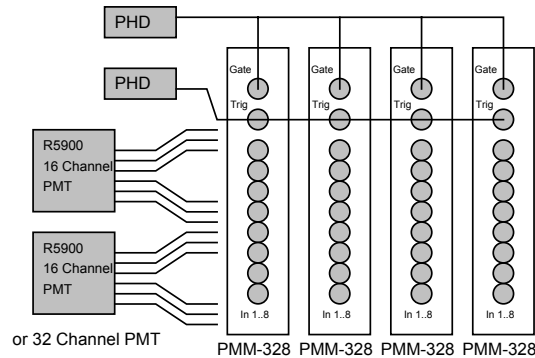 PHD
Gate Gate Gate Gate
PHD
Trig Trig Trig Trig
R5900
16 Channel
PMT
R5900
16 Channel
PMT
In 1..8 In 1..8 In 1..8 In 1..8
or 32 Channel PMT
PMM-328 PMM-328 PMM-328 PMM-328